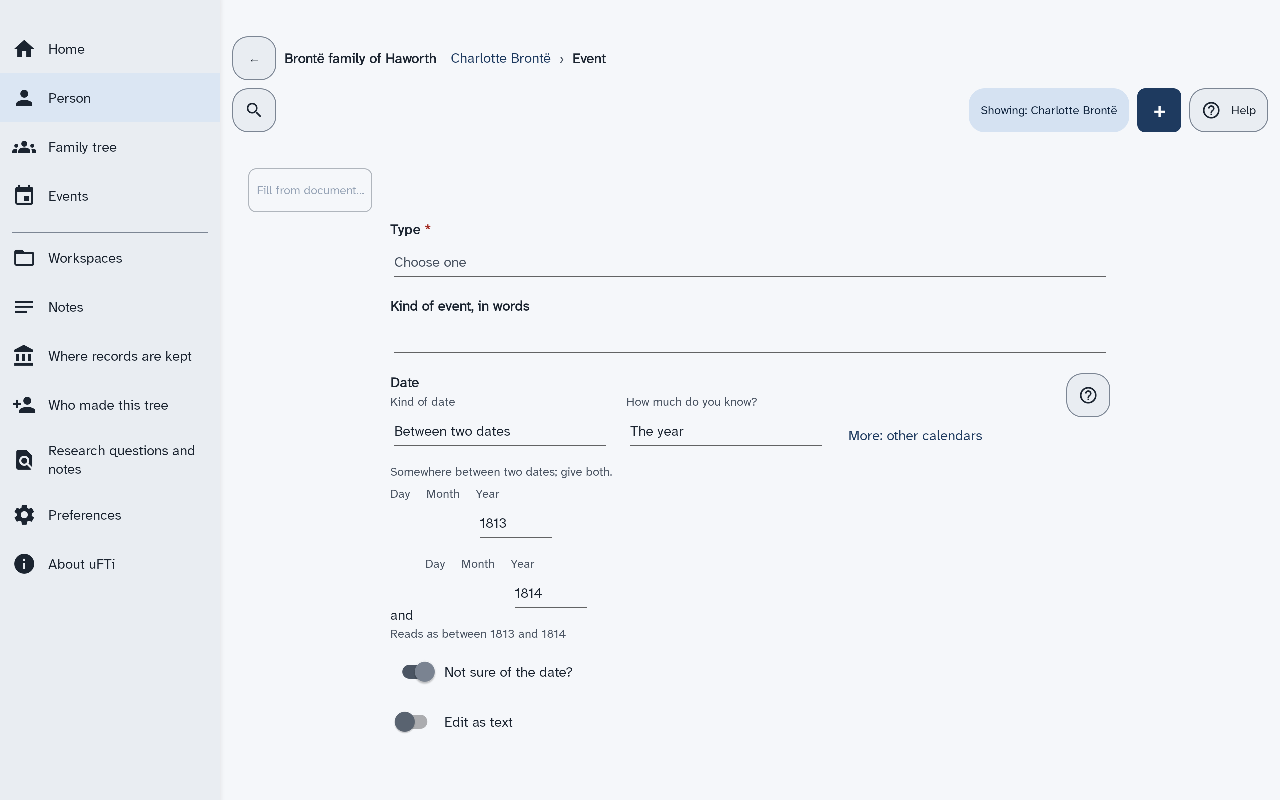 Home
Person
Family tree
Events
Workspaces
Notes
Where records are kept
Who made this tree
Research questions and
notes
Preferences
About uFTi
← Brontë family of Haworth Charlotte Brontë › Event
Showing: Charlotte Brontë + Help
Fill from document...
Type *
Choose one
Kind of event, in words
Date
Kind of date How much do you know?
Between two dates The year More: other calendars
Somewhere between two dates; give both.
Day Month Year
1813
Day Month Year
1814
and
Reads as between 1813 and 1814
Not sure of the date?
Edit as text